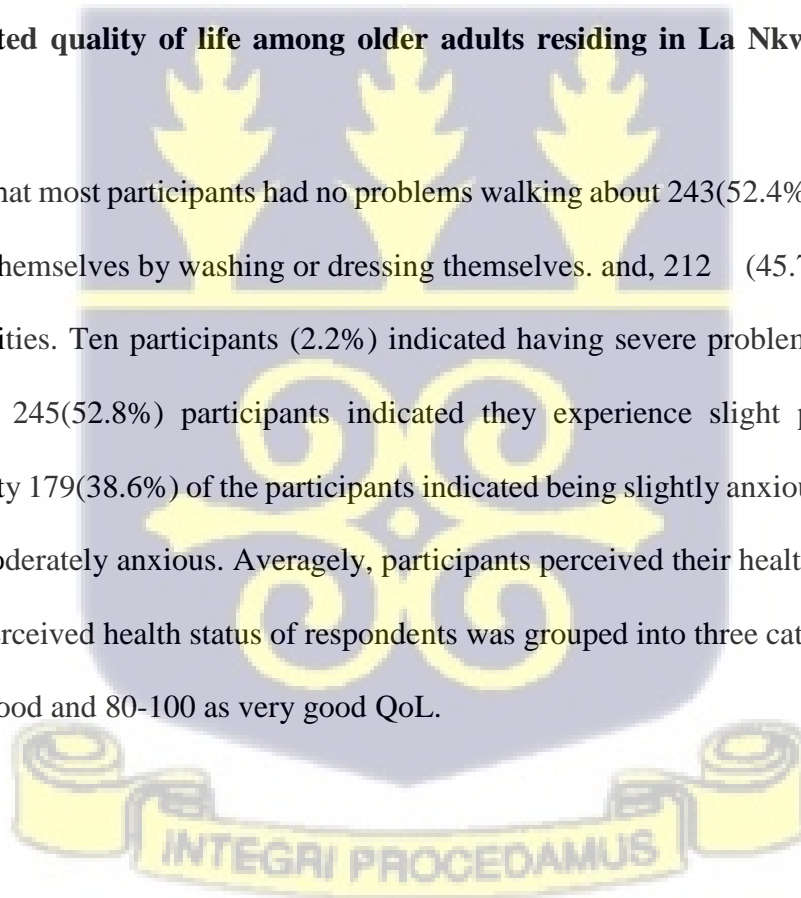 ted quality of life among older adults residing in La Nkw
hat most participants had no problems walking about 243(52.4%
hemselves by washing or dressing themselves. and, 212 (45.7
ities. Ten participants (2.2%) indicated having severe problem
245(52.8%) participants indicated they experience slight p
ty 179(38.6%) of the participants indicated being slightly anxiou
oderately anxious. Averagely, participants perceived their healt
erceived health status of respondents was grouped into three cat
ood and 80-100 as very good QoL.
INTEGRI PROCEDAMUS